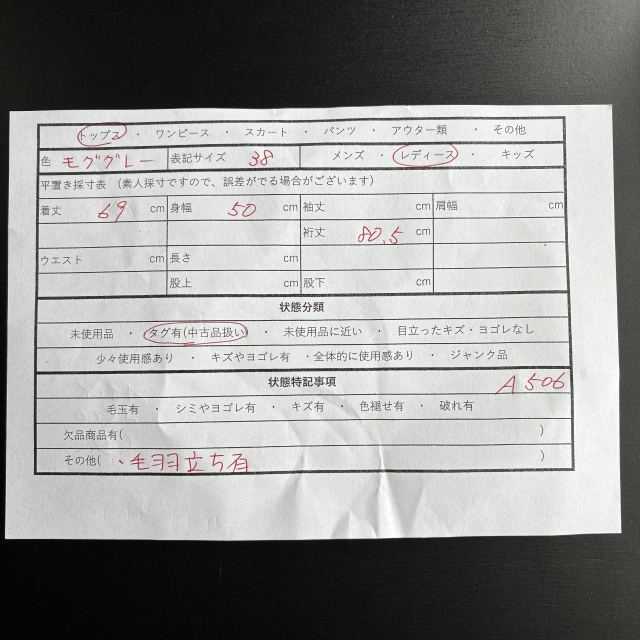 トップス ・ ワンピース ・ スカート ・ パンツ ・ アウター類 ・ その他
色 モググレー 表記サイズ 38 メンズ ・ レディース ・ キッズ
平置き採寸表 (素人採寸ですので、誤差がでる場合がございます)
着丈 69 cm 身幅 50 cm 袖丈 cm 肩幅 cm
裄丈 80.5 cm
ウエスト cm 長さ cm
股上 cm 股下 cm
状態分類
未使用品 ・ タグ有(中古品扱い) ・ 未使用品に近い ・ 目立ったキズ・ヨゴレなし
少々使用感あり ・ キズやヨゴレ有 ・全体的に使用感あり ・ ジャンク品
状態特記事項 A506
毛玉有 ・ シミやヨゴレ有 ・ キズ有 ・ 色褪せ有 ・ 破れ有
欠品商品有( )
その他( ・毛羽立ち有 )